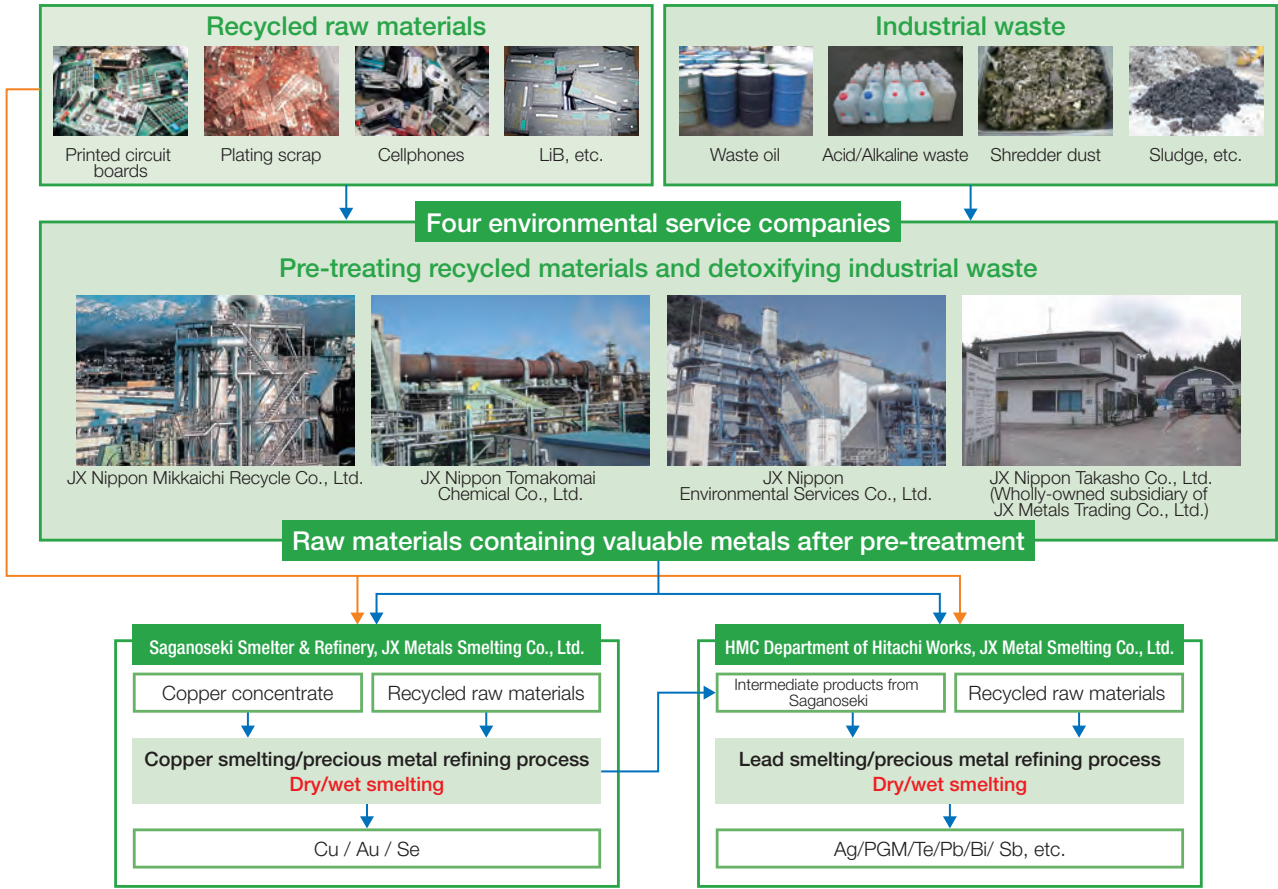 Recycled raw materials
Printed circuit
boards
Plating scrap
Cellphones
LiB, etc.
Industrial waste
Waste oil
Acid/Alkaline waste
Shredder dust
Sludge, etc.
Four environmental service companies
Pre-treating recycled materials and detoxifying industrial waste
JX Nippon Mikkaichi Recycle Co., Ltd.
JX Nippon Tomakomai
Chemical Co., Ltd.
JX Nippon
Environmental Services Co., Ltd.
JX Nippon Takasho Co., Ltd.
(Wholly-owned subsidiary of
JX Metals Trading Co., Ltd.)
Raw materials containing valuable metals after pre-treatment
Saganoseki Smelter & Refinery, JX Metals Smelting Co., Ltd.
Copper concentrate
Recycled raw materials
Copper smelting/precious metal refining process
Dry/wet smelting
Cu / Au / Se
HMC Department of Hitachi Works, JX Metal Smelting Co., Ltd.
Intermediate products from
Saganoseki
Recycled raw materials
Lead smelting/precious metal refining process
Dry/wet smelting
Ag/PGM/Te/Pb/Bi/ Sb, etc.